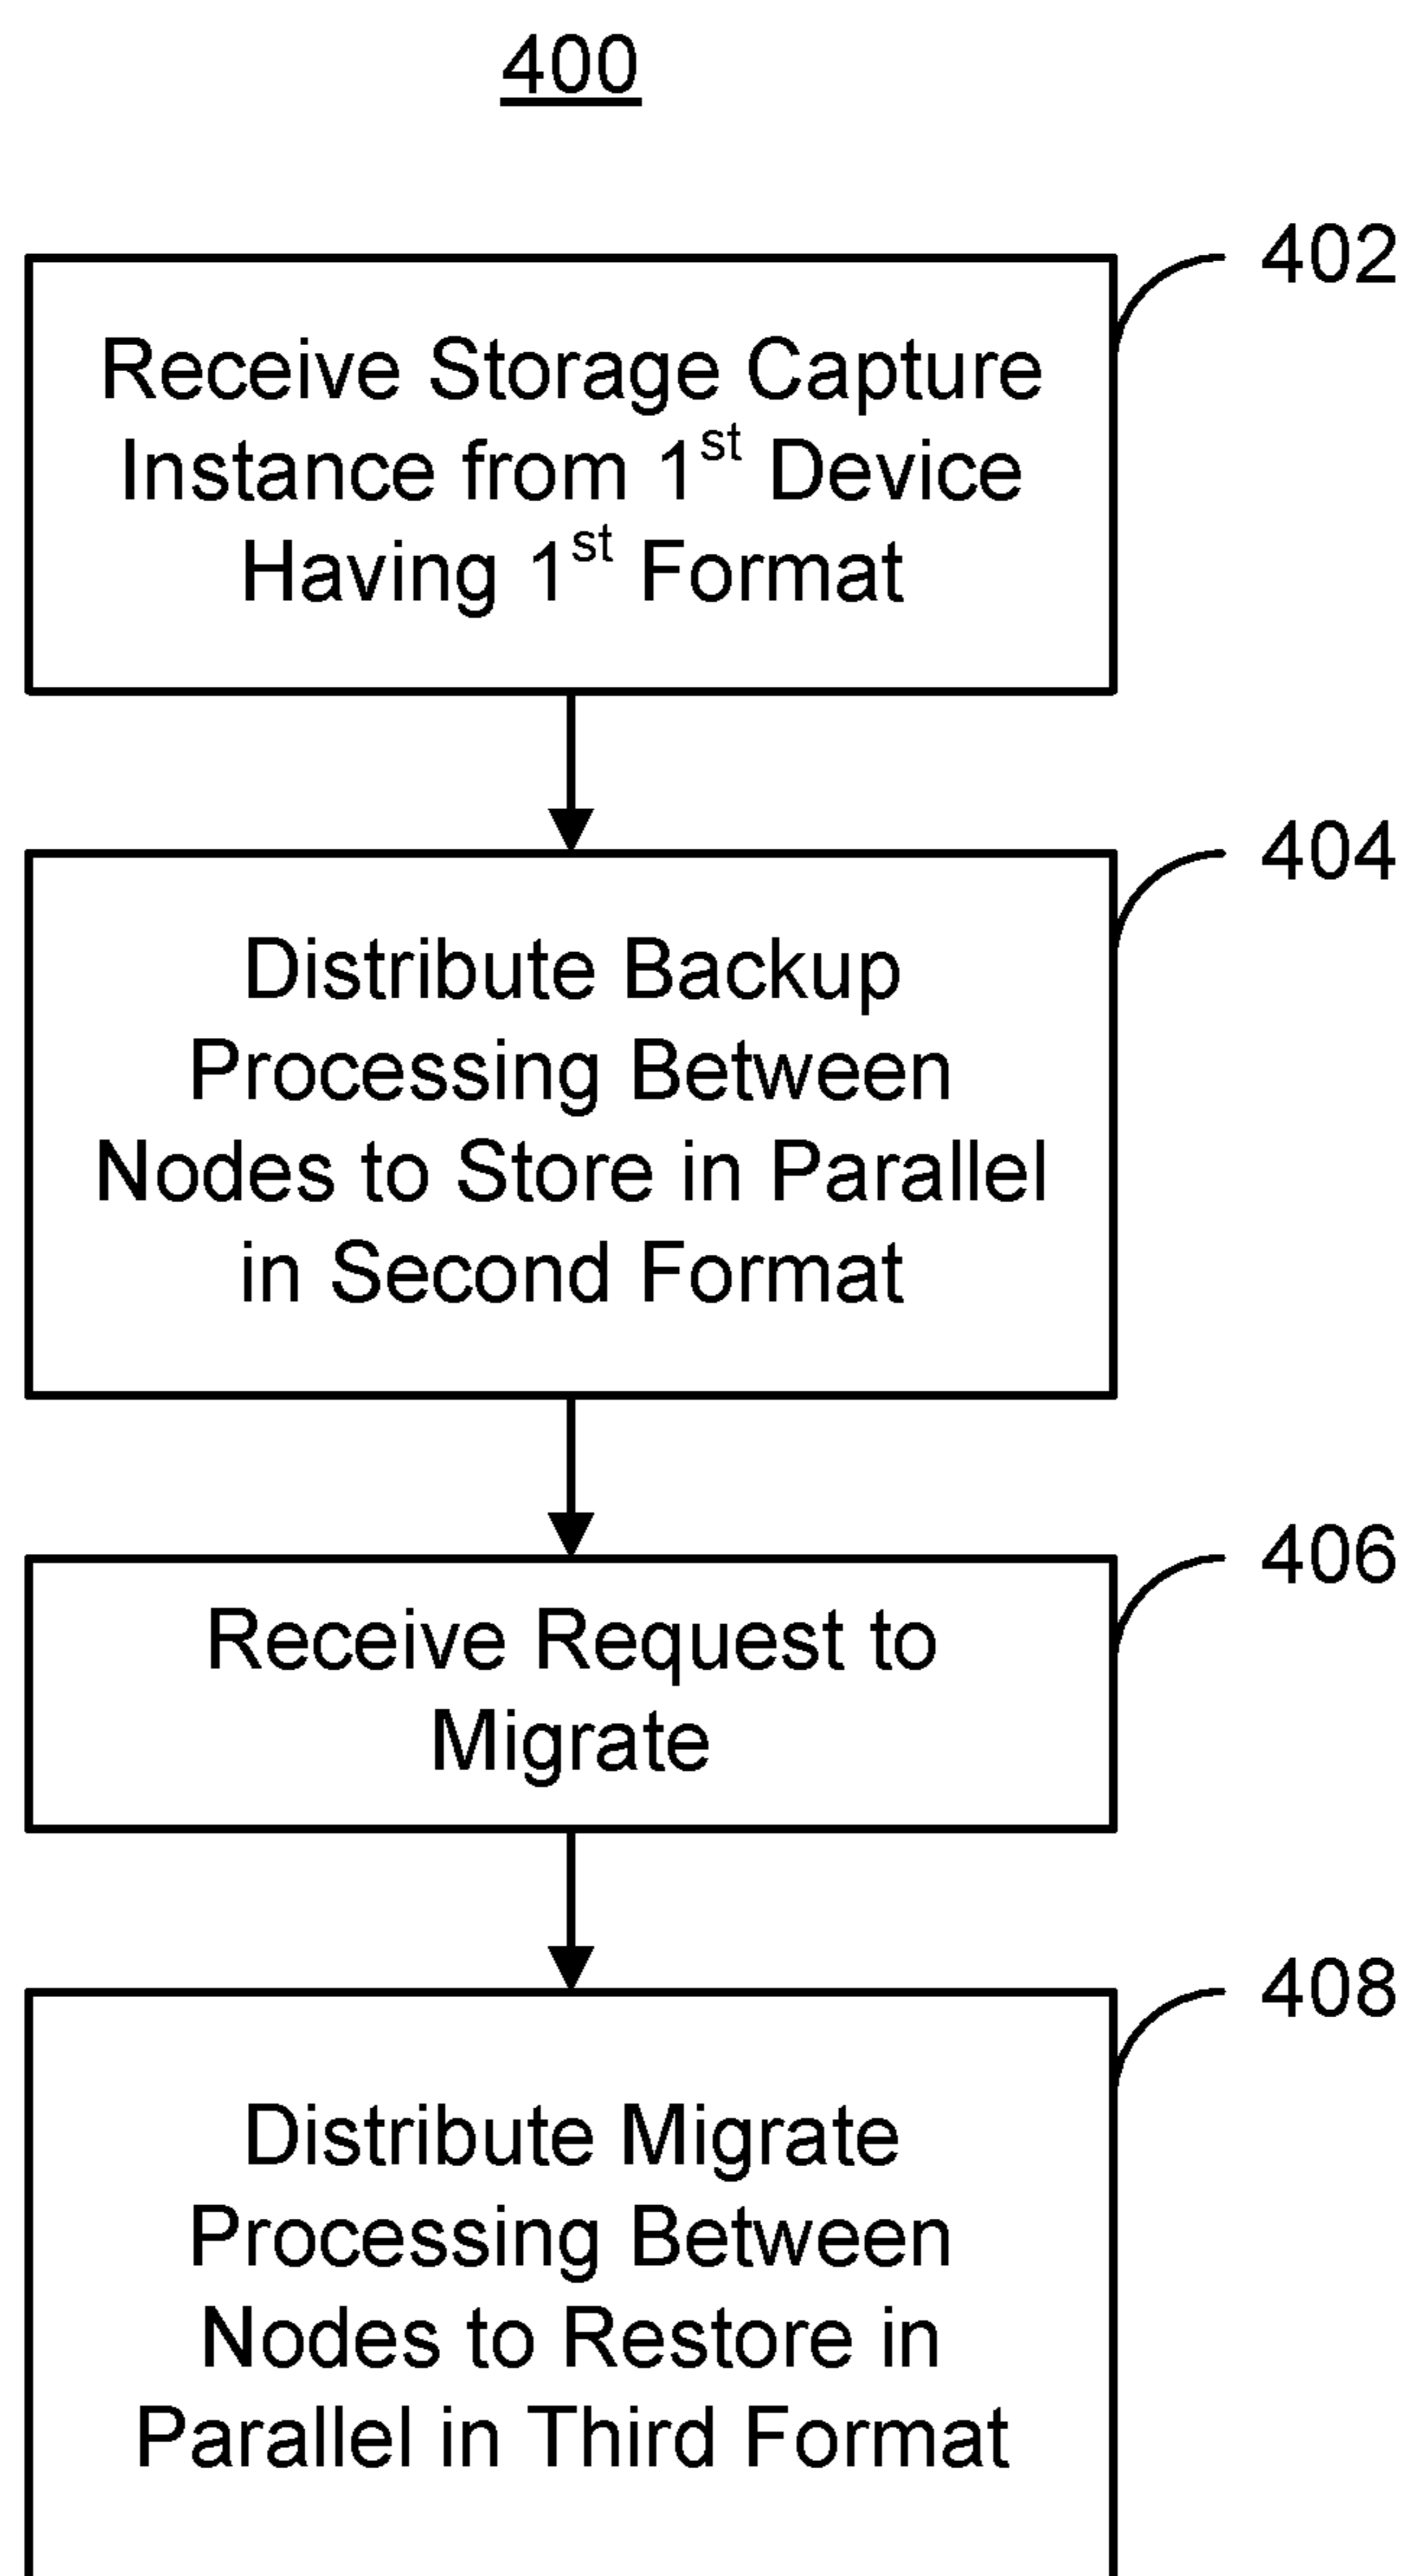 400
402
Receive Storage Capture
Instance from 1st Device
Having 1st Format
404
Distribute Backup
Processing Between
Nodes to Store in Parallel
in Second Format
406
Receive Request to
Migrate
408
Distribute Migrate
Processing Between
Nodes to Restore in
Parallel in Third Format